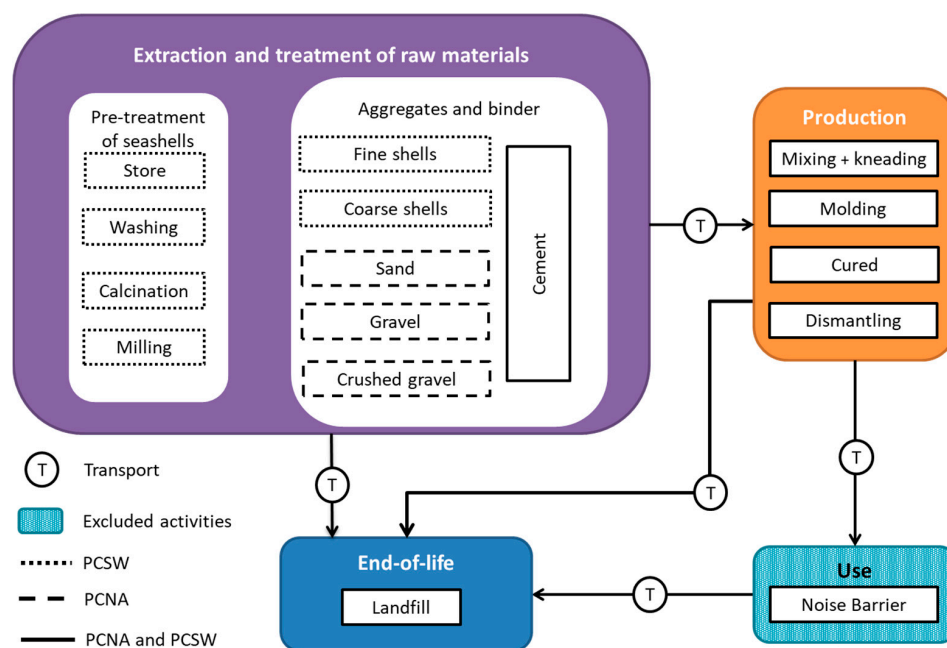 Extraction and treatment of raw materials
Pre-treatment
of seashells
Store
Washing
Calcination
Milling
Aggregates and binder
Fine shells
Coarse shells
Sand
Gravel
Crushed gravel
Cement
T
Production
Mixing + kneading
Molding
Cured
Dismantling
T
T
T
End-of-life
Landfill
T
Use
Noise Barrier
T
Transport
Excluded activities
PCSW
PCNA
PCNA and PCSW